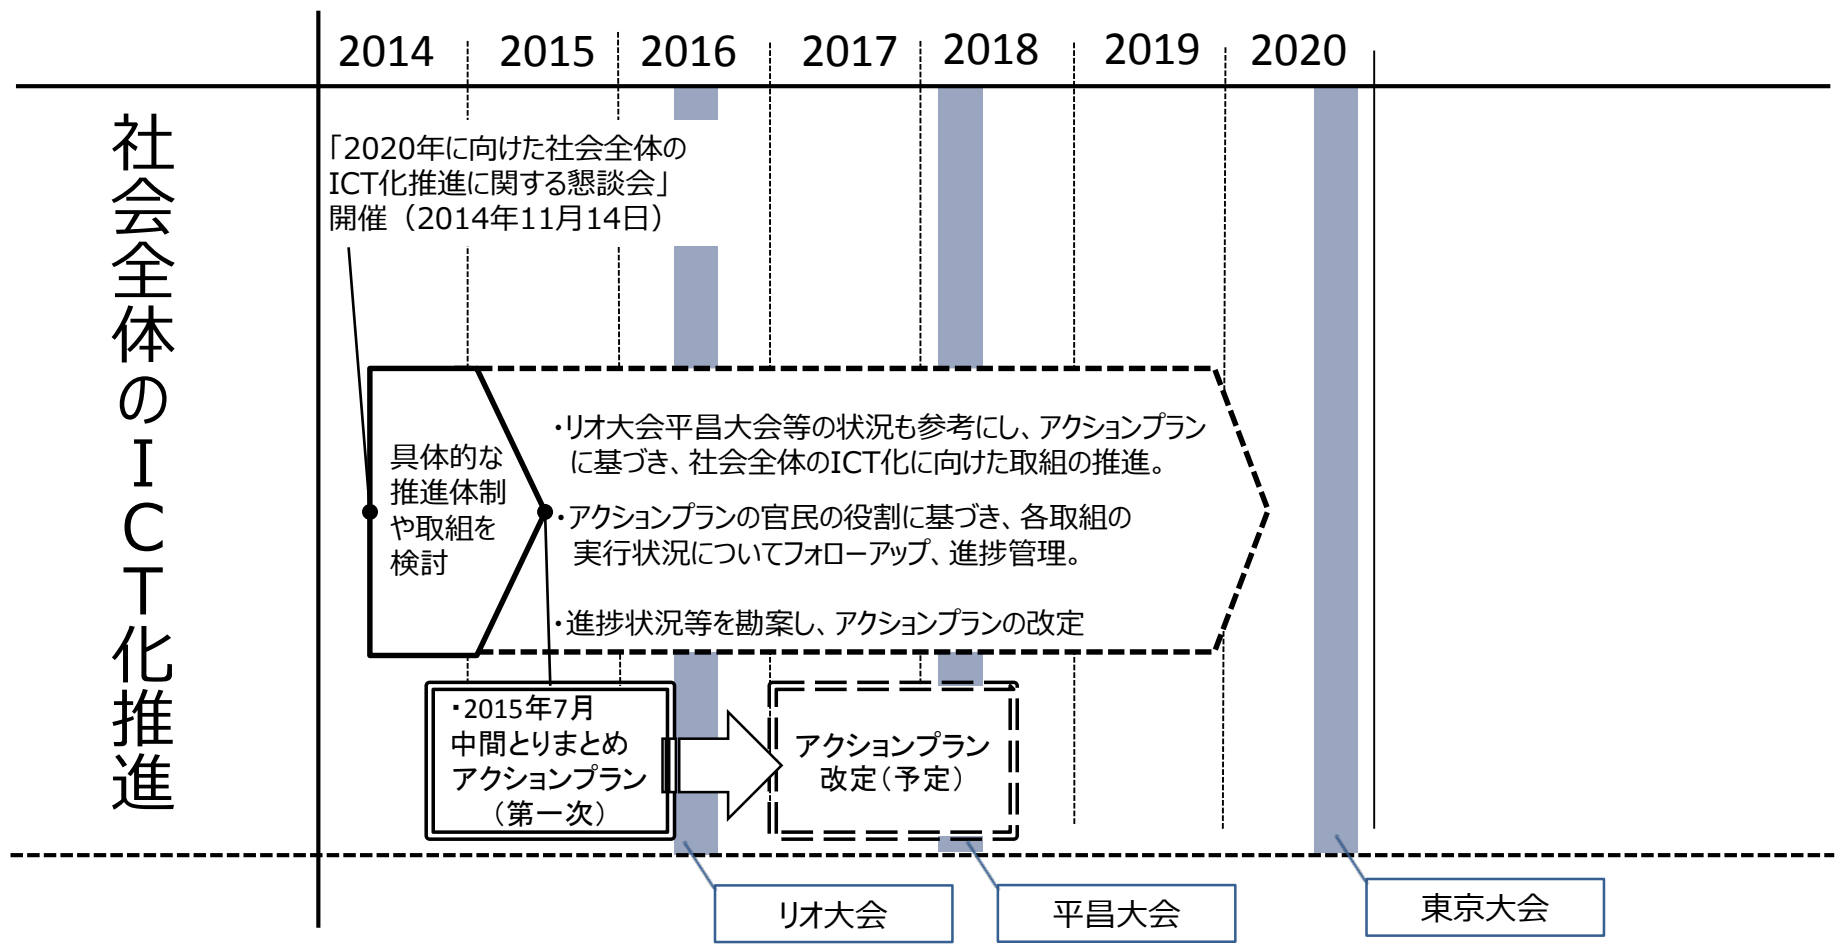 2014 2015 2016 2017 2018 2019 2020
社会全体のICT化推進
「2020年に向けた社会全体の
ICT化推進に関する懇談会」
開催（2014年11月14日）
具体的な
推進体制
や取組を
検討
・リオ大会平昌大会等の状況も参考にし、アクションプラン
に基づき、社会全体のICT化に向けた取組の推進。
・アクションプランの官民の役割に基づき、各取組の
実行状況についてフォローアップ、進捗管理。
・進捗状況等を勘案し、アクションプランの改定
・2015年7月
中間とりまとめ
アクションプラン
（第一次）
アクションプラン
改定（予定）
リオ大会
平昌大会
東京大会